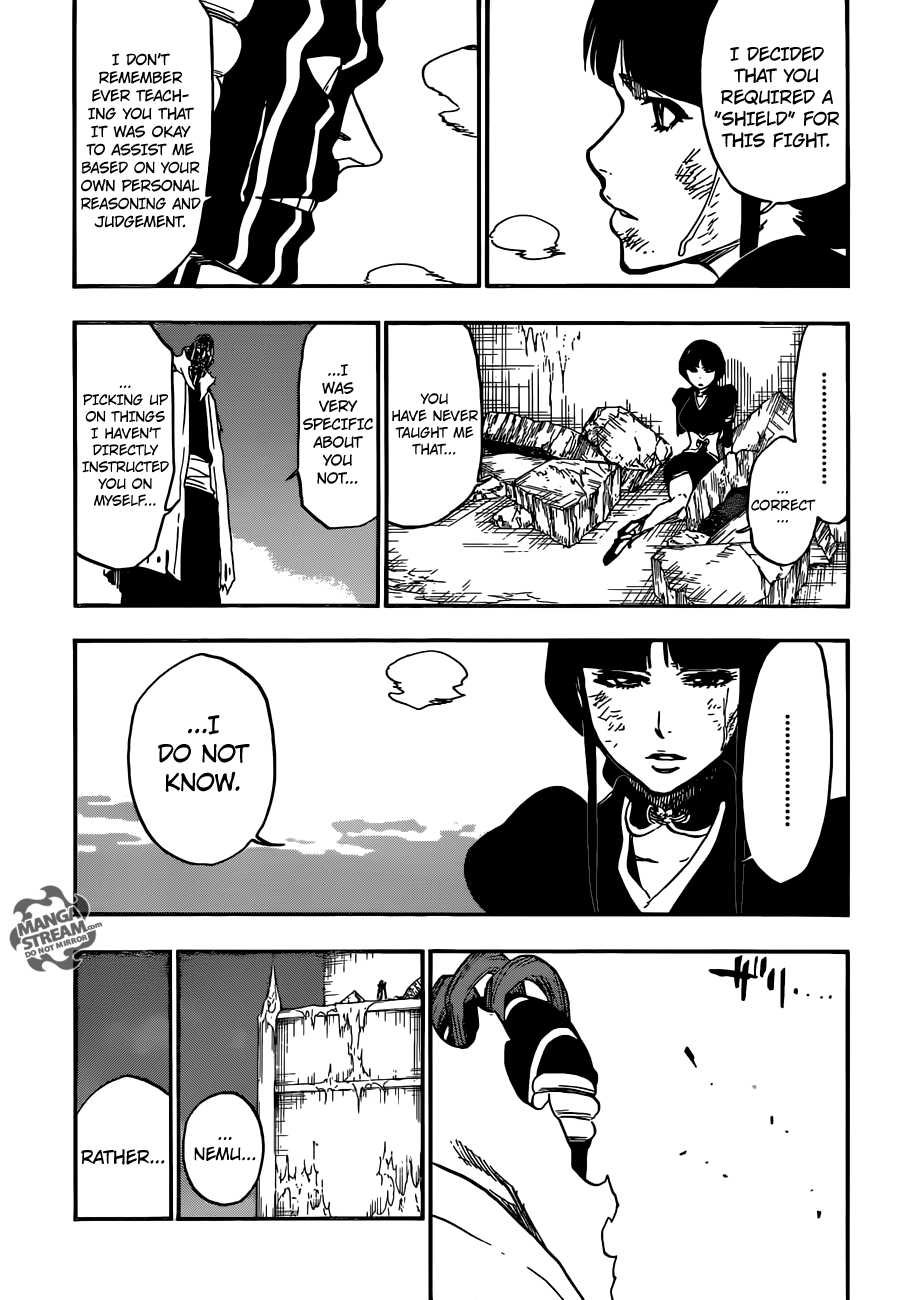 I DECIDED
THAT YOU
REQUIRED A
"SHIELD" FOR
THIS FIGHT.
I DON'T
REMEMBER
EVER TEACH-
ING YOU THAT
IT WAS OKAY
TO ASSIST ME
BASED ON YOUR
OWN PERSONAL
REASONING AND
JUDGEMENT.
..........
...
CORRECT
...
YOU
HAVE NEVER
TAUGHT ME
THAT...
...I
WAS
VERY
SPECIFIC
ABOUT
YOU
NOT...
...
PICKING UP
ON THINGS
I HAVEN'T
DIRECTLY
INSTRUCTED
YOU ON
MYSELF...
..........
...I
DO NOT
KNOW.
MANGA
STREAM.com
DO NOT MIRROR
ザッ...
...
NEMU...
RATHER...